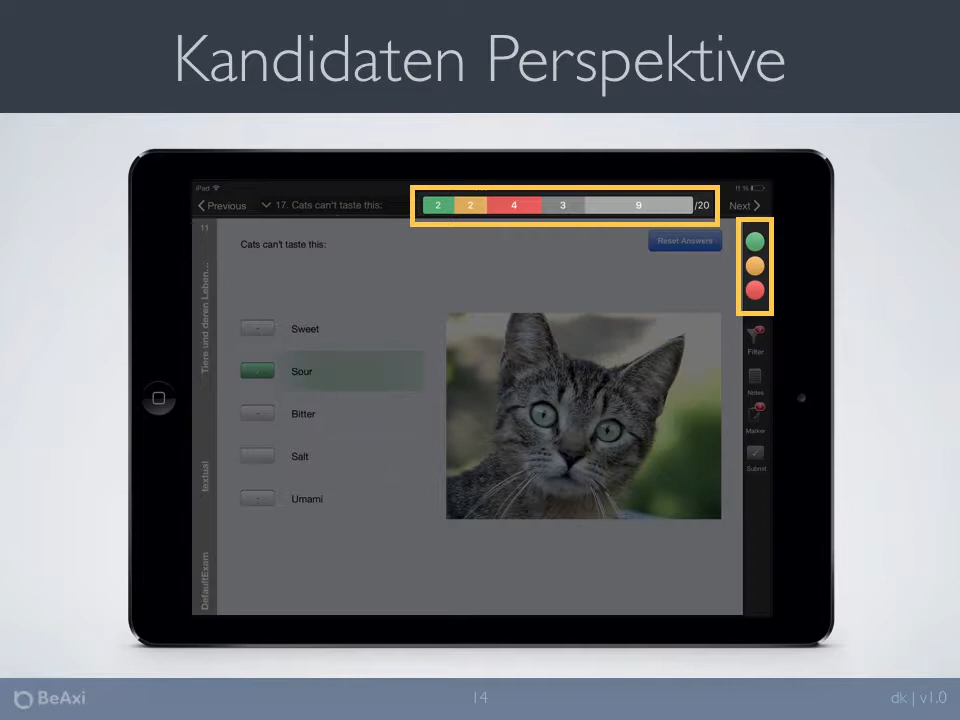 Kandidaten Perspektive
iPad
11 %
Previous
17. Cats can't taste this:
2 2 4 3 9 /20
Next
11
Cats can't taste this:
Reset Answers
Tiere und deren Leben...
textual
DefaultExam
Sweet
Sour
Bitter
Salt
Umami
Filter
Notes
Marker
Submit
BeAxi
14
dk | v1.0